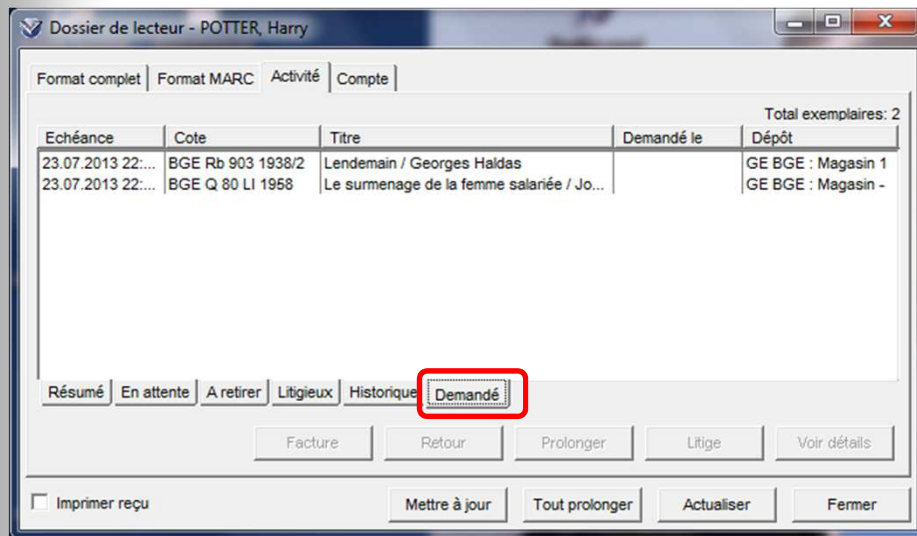 Dossier de lecteur - POTTER, Harry
Format complet Format MARC Activité Compte
Total exemplaires: 2
Echéance Cote Titre Demandé le Dépôt
23.07.2013 22:... BGE Rb 903 1938/2 Lendemain / Georges Haldas GE BGE : Magasin 1
23.07.2013 22:... BGE Q 80 LI 1958 Le surmenage de la femme salariée / Jo... GE BGE : Magasin -
Résumé En attente A retirer Litigieux Historique Demandé
Facture Retour Prolonger Litige Voir détails
Imprimer reçu Mettre à jour Tout prolonger Actualiser Fermer